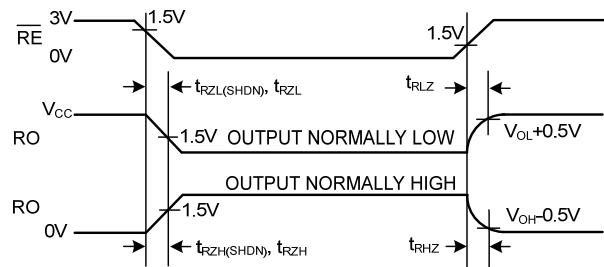 3V
1.5V
1.5V
RE
0V
tRZL(SHDN), tRZL
tRLZ
VCC
RO
1.5V
OUTPUT NORMALLY LOW
VOL+0.5V
OUTPUT NORMALLY HIGH
RO
1.5V
VOH−0.5V
0V
tRZH(SHDN), tRZH
tRHZ